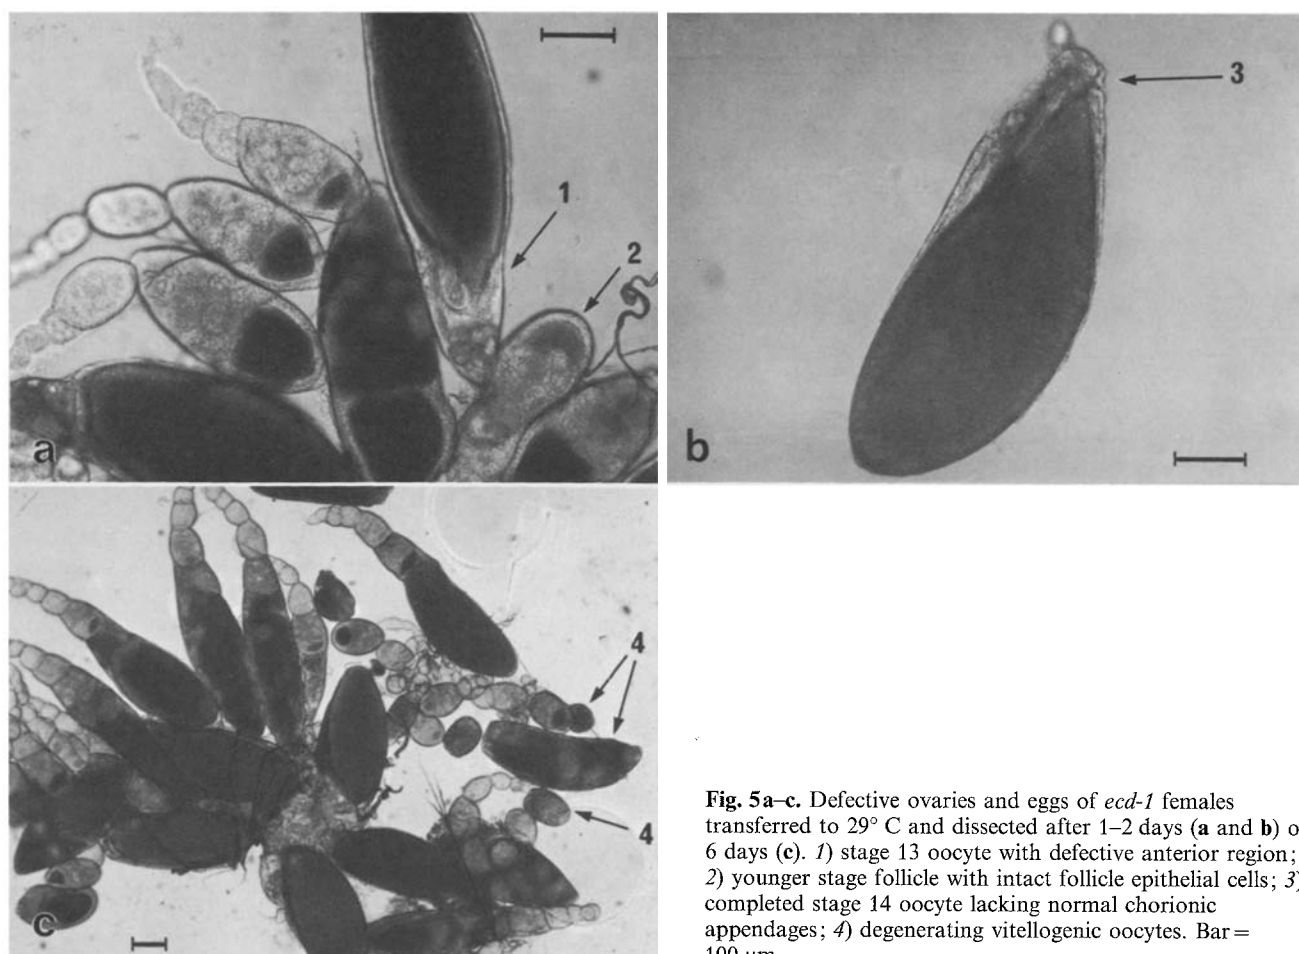 1
2
a
3
b
4
4
c
Fig. 5a–c. Defective ovaries and eggs of ecd-1 females
transferred to 29° C and dissected after 1–2 days (a and b) o
6 days (c). 1) stage 13 oocyte with defective anterior region;
2) younger stage follicle with intact follicle epithelial cells; 3)
completed stage 14 oocyte lacking normal chorionic
appendages; 4) degenerating vitellogenic oocytes. Bar=
100 µm